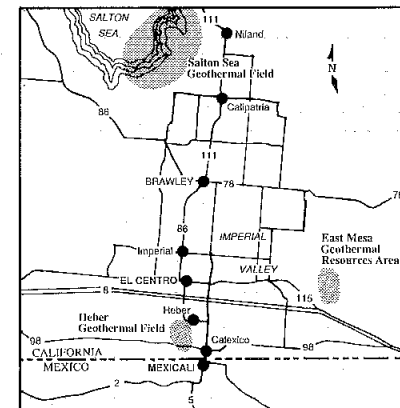 SALTON
SEA
111
Niland
Salton Sea
Geothermal Field
N
86
Calipatria
111
BRAWLEY
78
78
86
IMPERIAL
East Mesa
Geothermal
Resources Area
Imperial
VALLEY
EL CENTRO
8
115
Heber
Heber
Geothermal Field
98
98
Calexico
CALIFORNIA
MEXICO
MEXICALI
2
5